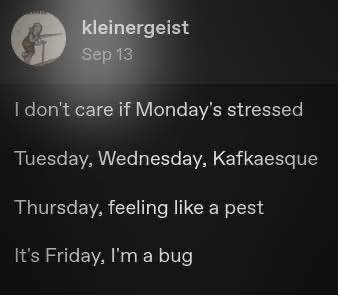 kleinergeist
Sep 13
I don't care if Monday's stressed
Tuesday, Wednesday, Kafkaesque
Thursday, feeling like a pest
It's Friday, I'm a bug